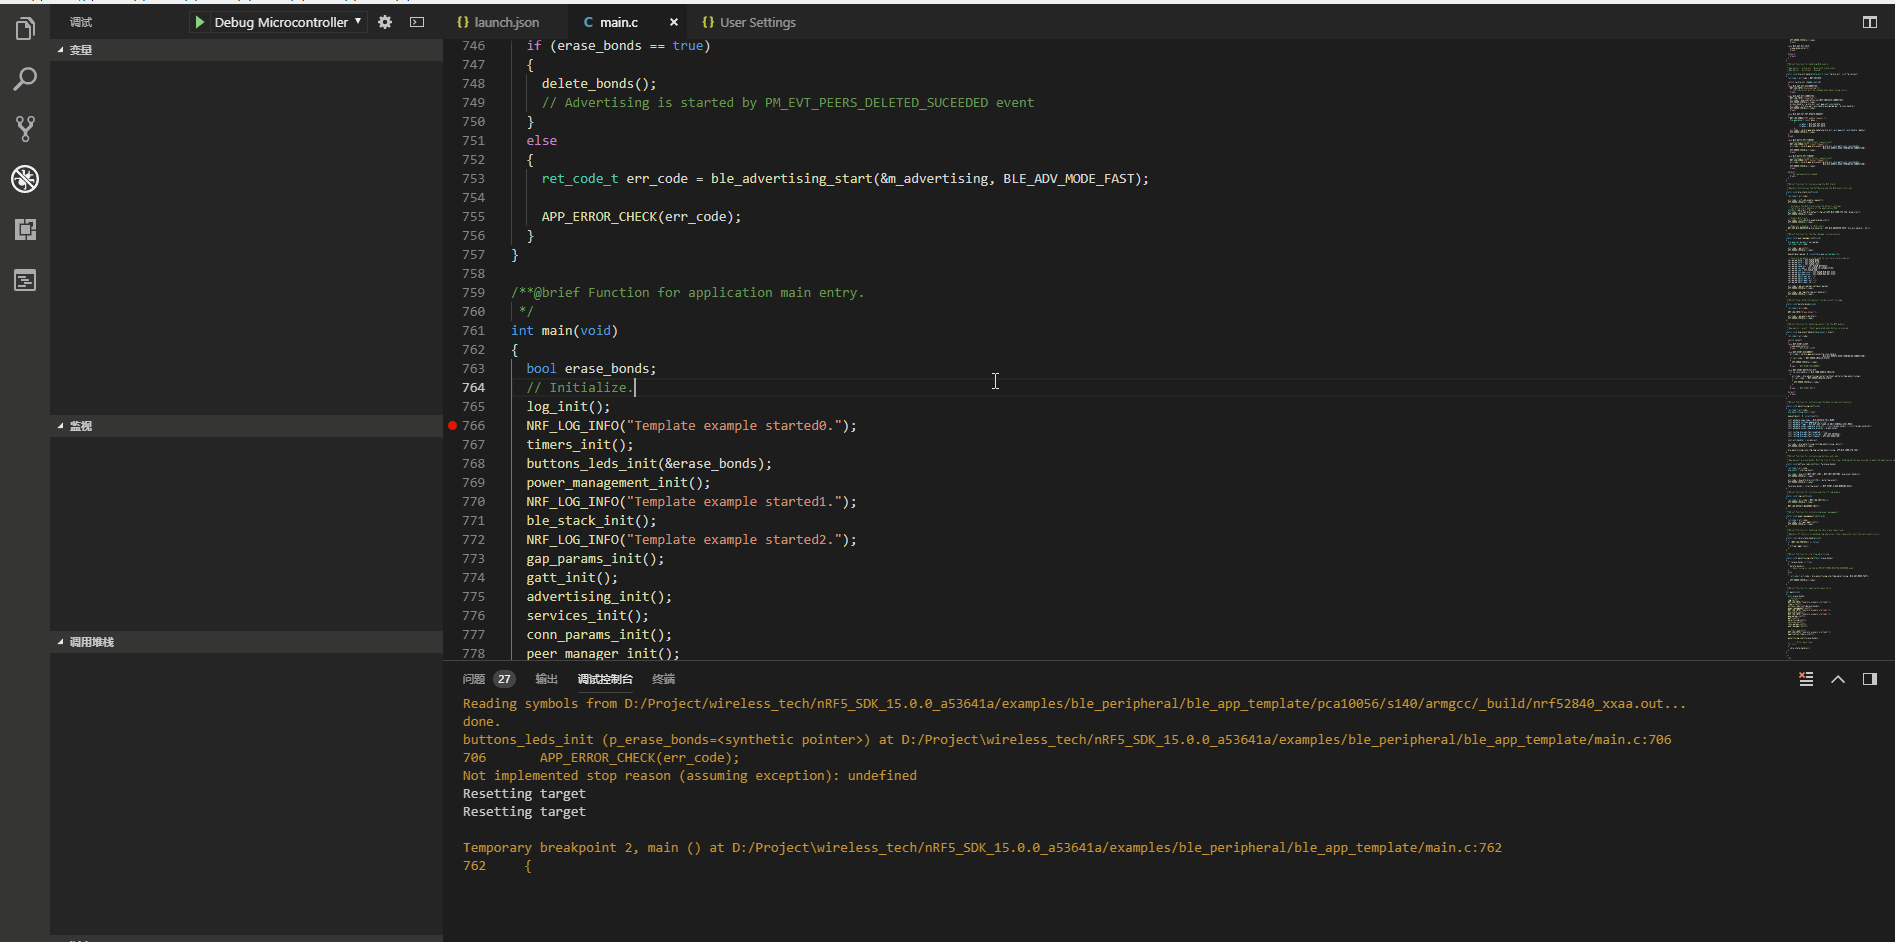 调试
Debug Microcontroller
launch.json
C main.c ×
User Settings
变量
监视
调用堆栈
746 if (erase_bonds == true)
747 {
748 delete_bonds();
749 // Advertising is started by PM_EVT_PEERS_DELETED_SUCEEDED event
750 }
751 else
752 {
753 ret_code_t err_code = ble_advertising_start(&m_advertising, BLE_ADV_MODE_FAST);
754
755 APP_ERROR_CHECK(err_code);
756 }
757 }
758
759 /**@brief Function for application main entry.
760 */
761 int main(void)
762 {
763 bool erase_bonds;
764 // Initialize.
765 log_init();
766 NRF_LOG_INFO("Template example started0.");
767 timers_init();
768 buttons_leds_init(&erase_bonds);
769 power_management_init();
770 NRF_LOG_INFO("Template example started1.");
771 ble_stack_init();
772 NRF_LOG_INFO("Template example started2.");
773 gap_params_init();
774 gatt_init();
775 advertising_init();
776 services_init();
777 conn_params_init();
778 peer_manager_init();
问题 27 输出 调试控制台 终端
Reading symbols from D:/Project/wireless_tech/nRF5_SDK_15.0.0_a53641a/examples/ble_peripheral/ble_app_template/pca10056/s140/armgcc/_build/nrf52840_xxaa.out...
done.
buttons_leds_init (p_erase_bonds=<synthetic pointer>) at D:/Project\wireless_tech/nRF5_SDK_15.0.0_a53641a/examples/ble_peripheral/ble_app_template/main.c:706
706 APP_ERROR_CHECK(err_code);
Not implemented stop reason (assuming exception): undefined
Resetting target
Resetting target
Temporary breakpoint 2, main () at D:/Project\wireless_tech/nRF5_SDK_15.0.0_a53641a/examples/ble_peripheral/ble_app_template/main.c:762
762 {